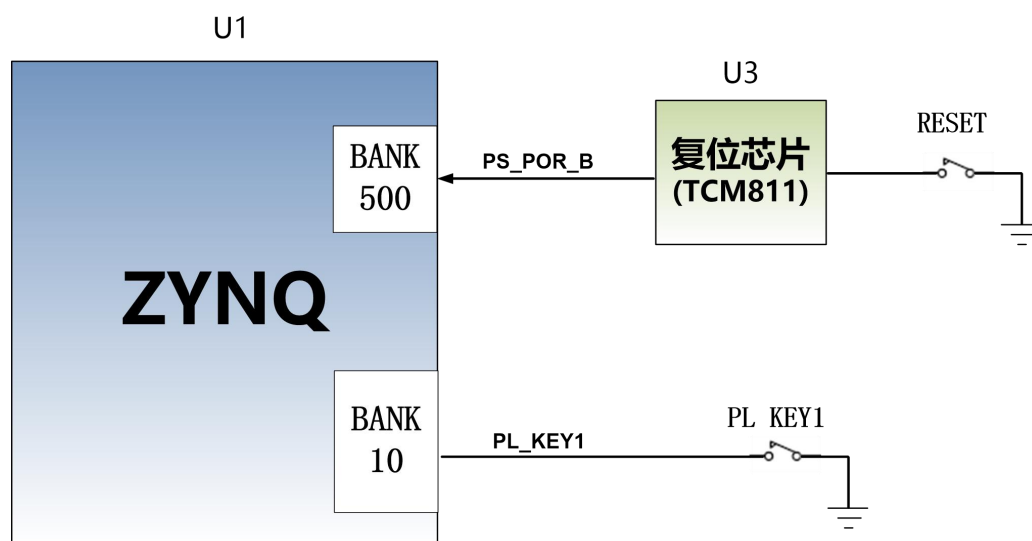 U1
U3
RESET
BANK
500
PS_POR_B
复位芯片
(TCM811)
ZYNQ
BANK
10
PL_KEY1
PL KEY1